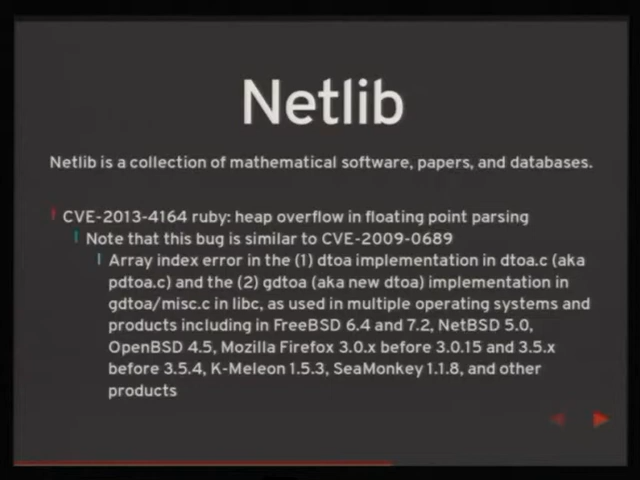 Netlib
Netlib is a collection of mathematical software, papers, and databases.
CVE-2013-4164 ruby: heap overflow in floating point parsing
Note that this bug is similar to CVE-2009-0689
Array index error in the (1) dtoa implementation in dtoa.c (aka
pdtoa.c) and the (2) gdtoa (aka new dtoa) implementation in
gdtoa/misc.c in libc, as used in multiple operating systems and
products including in FreeBSD 6.4 and 7.2, NetBSD 5.0,
OpenBSD 4.5, Mozilla Firefox 3.0.x before 3.0.15 and 3.5.x
before 3.5.4, K-Meleon 1.5.3, SeaMonkey 1.1.8, and other
products